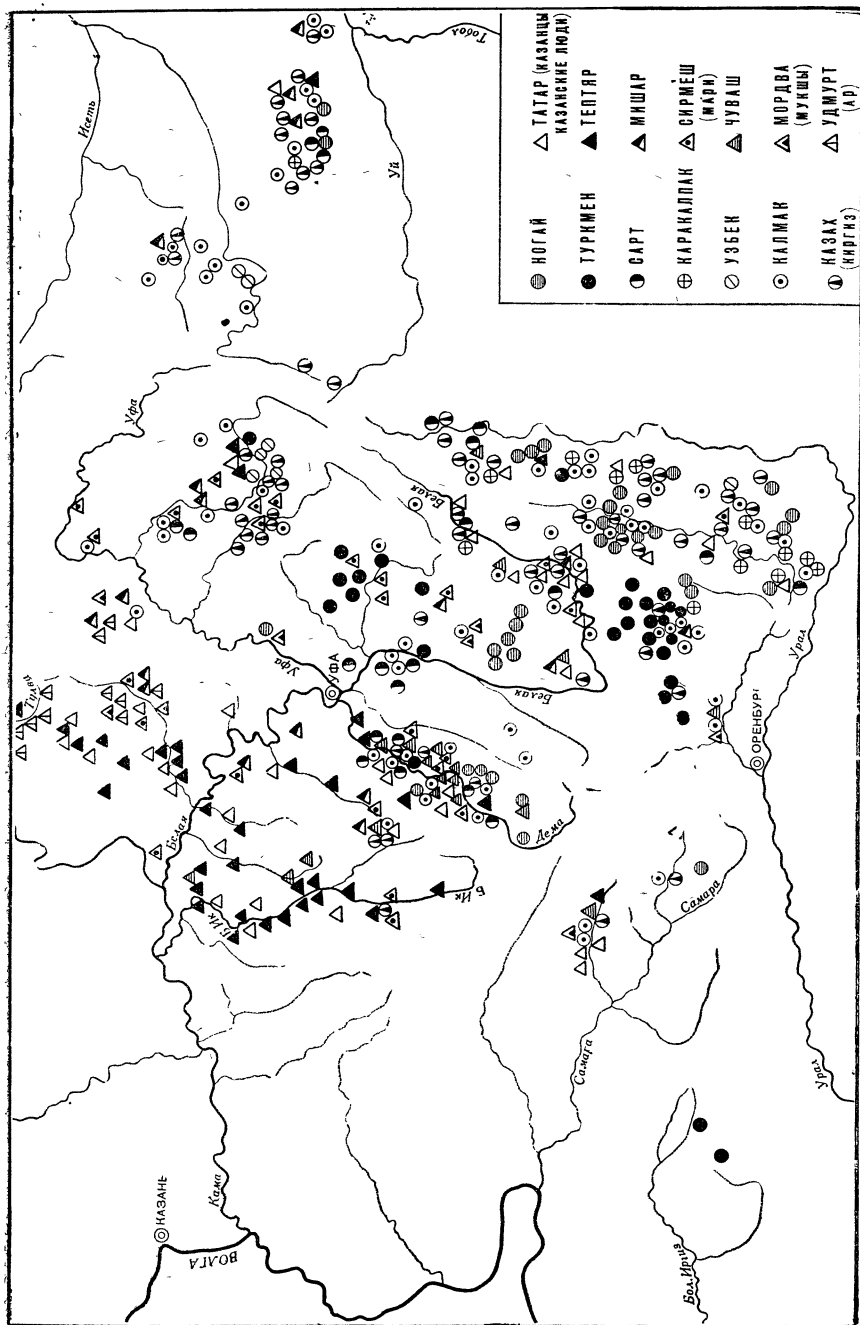 Исеть
Тобол
Уй
Уфа
Белая
Тулва
Уфа
УФА
Белая
Урал
ОРЕНБУРГ
Белая
Дема
Б. Ик
Б. Ик
Самара
Самара
Урал
Кама
КАЗАНЬ
ВОЛГА
Бол. Иргиз
НОГАЙ
ТУРКМЕН
САРТ
КАРАКАЛПАК
УЗБЕК
КАЛМАК
КАЗАХ
(КИРГИЗ)
ТАТАР (КАЗАНЦЫ
КАЗАНСКИЕ ЛЮДИ)
ТЕПТЯР
МИШАР
СИРМЕШ
(МАРИ)
ЧУВАШ
МОРДВА
(МУКШЫ)
УДМУРТ
(АР)